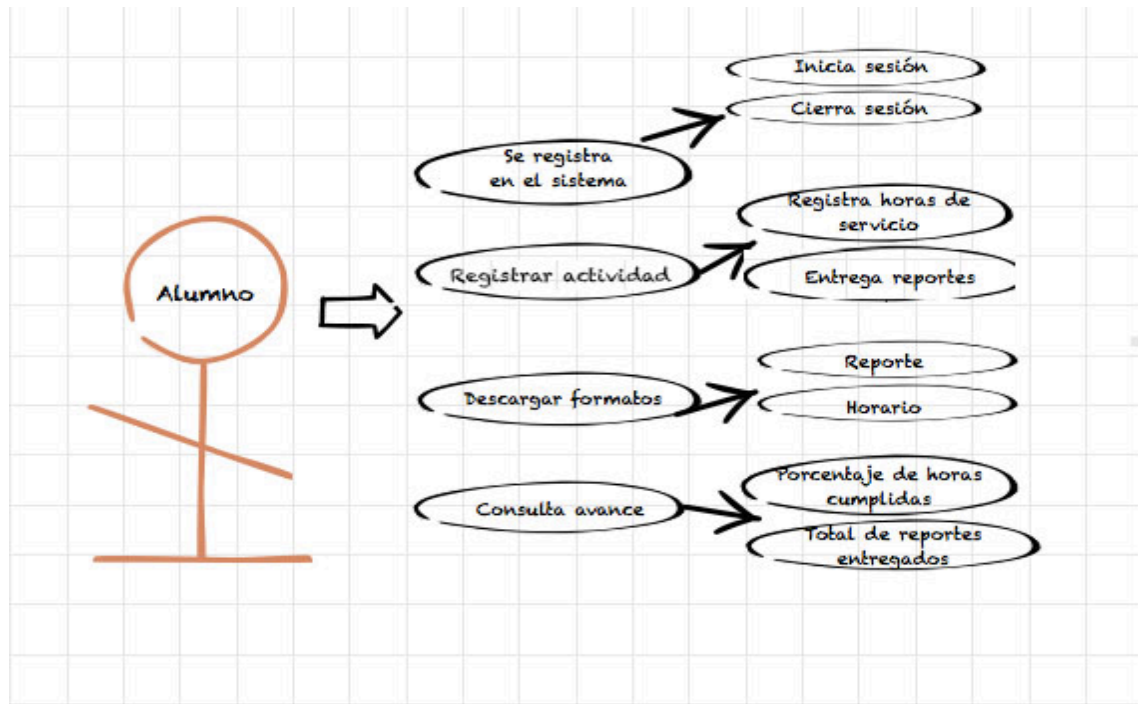 Inicia sesión
Cierra sesión
Se registra
en el sistema
Registra horas de
servicio
Alumno
Registrar actividad
Entrega reportes
Descargar formatos
Reporte
Horario
Consulta avance
Porcentaje de horas
cumplidas
Total de reportes
entregados